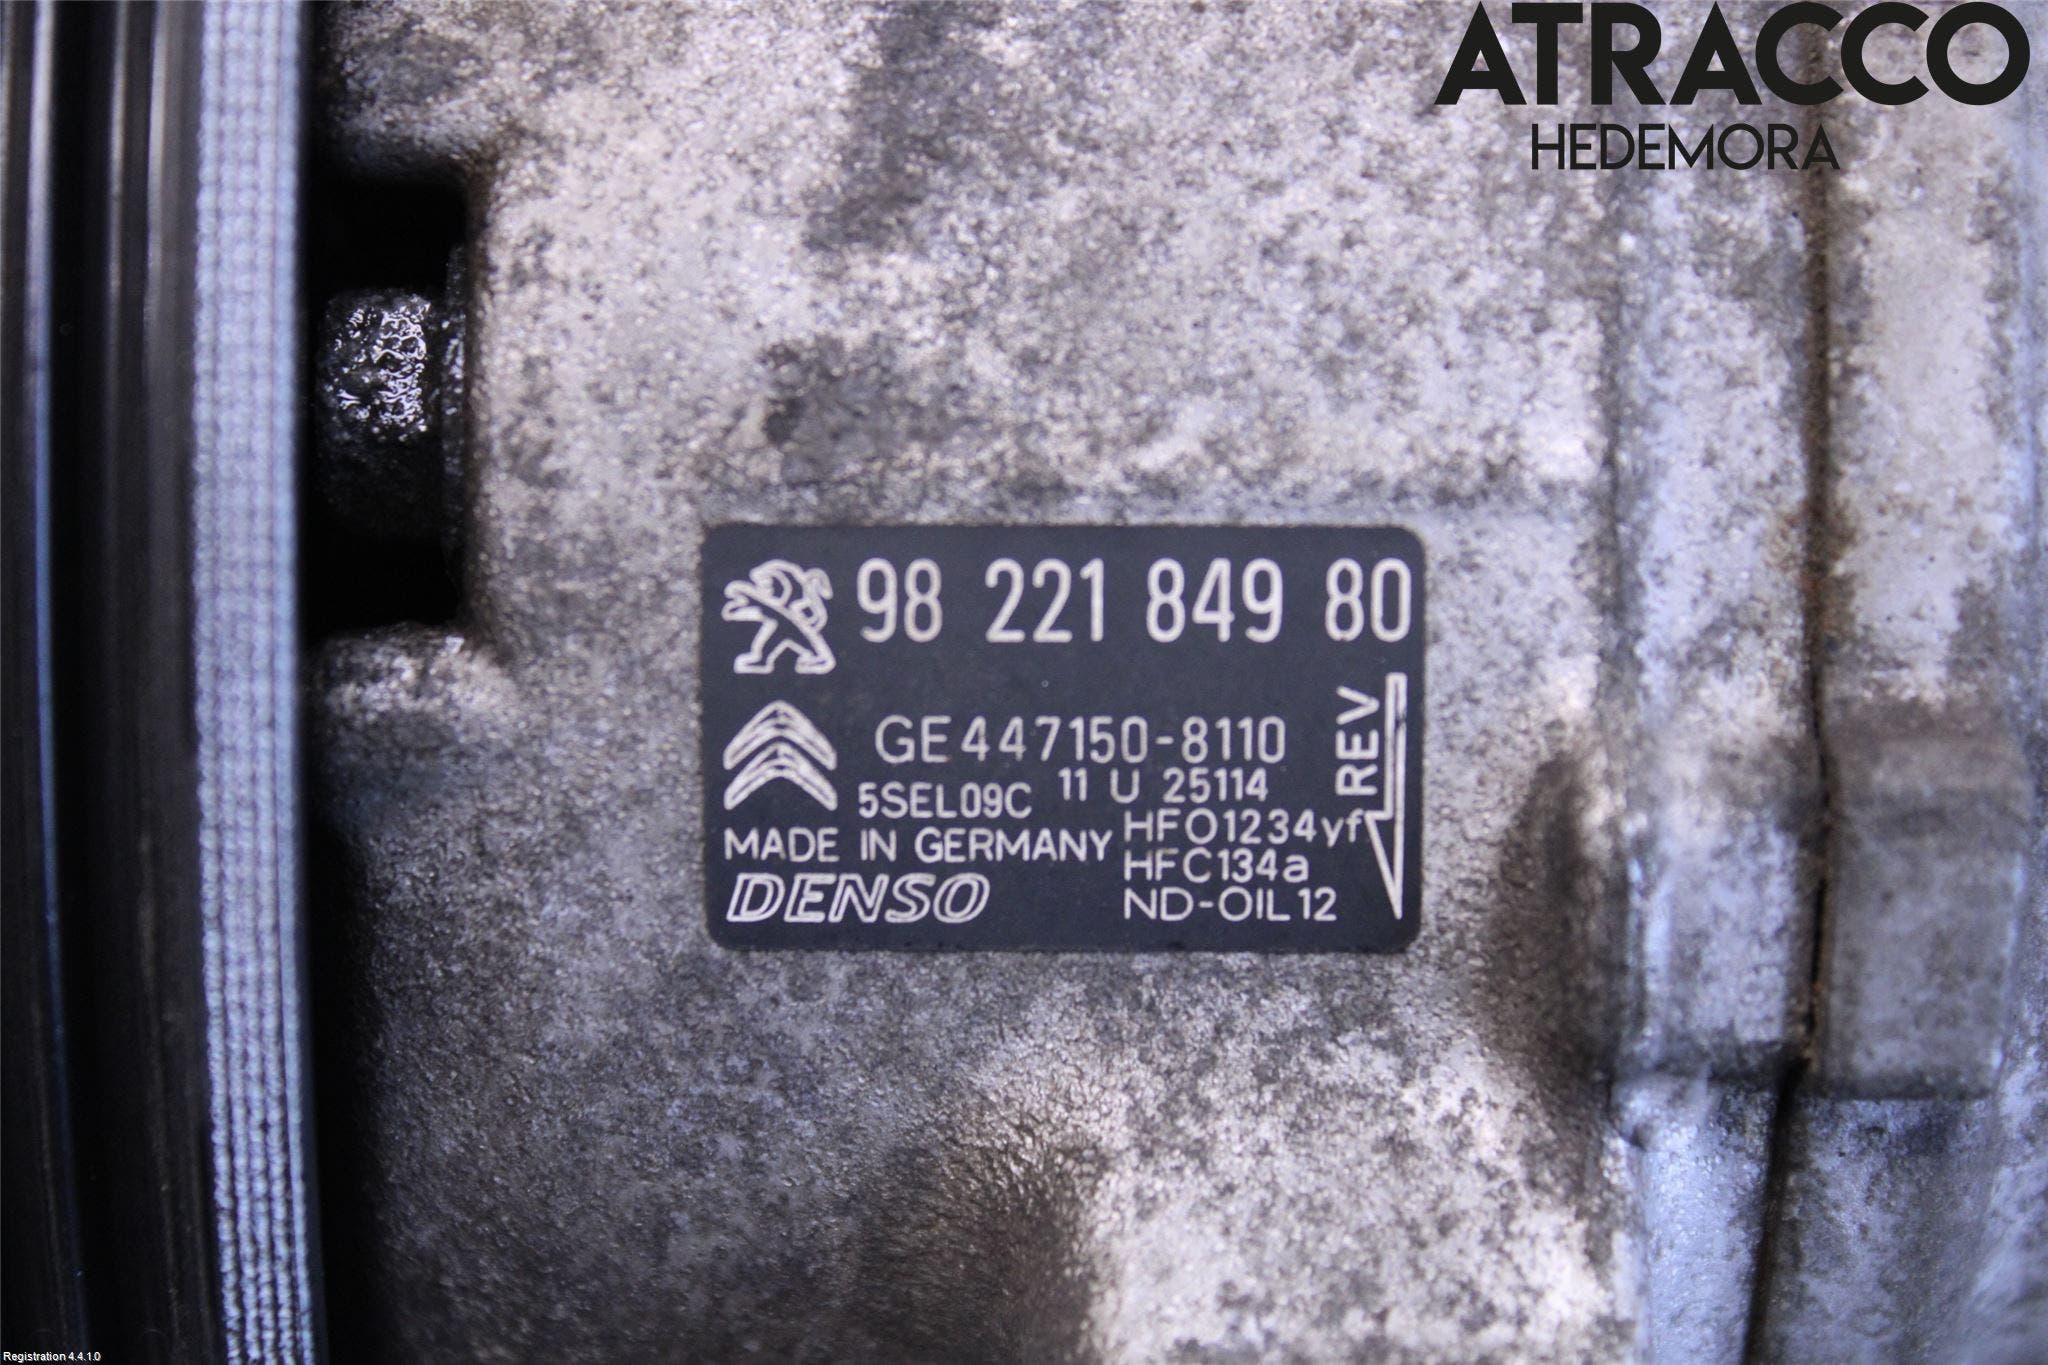 ATRACCO
HEDEMORA
98 221 849 80
GE447150-8110
REV
5SEL09C 11 U 25114
MADE IN GERMANY HFO1234yf
HFC134a
DENSO ND-OIL12
Registration 4.4.1.0